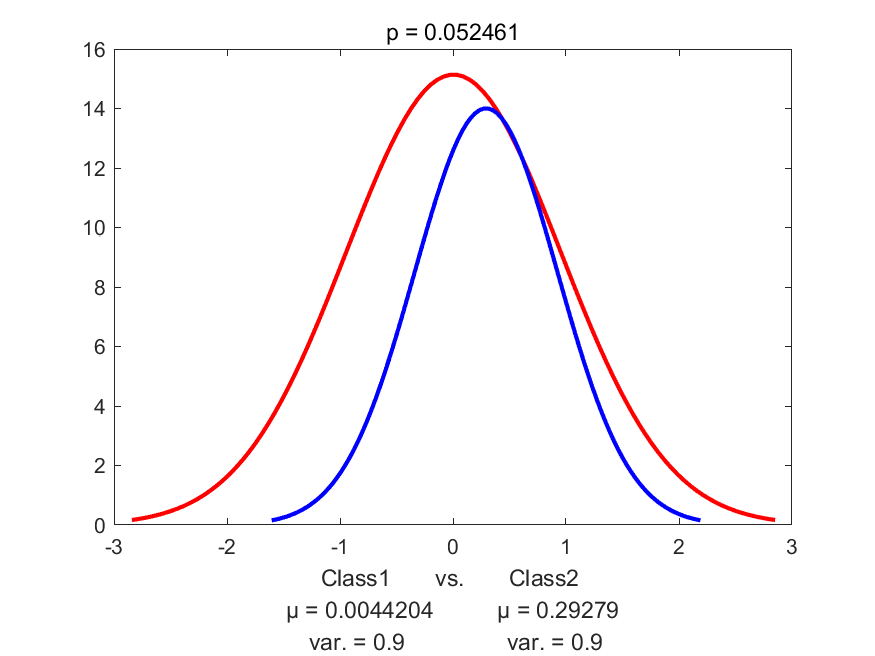 p = 0.052461
16
14
12
10
8
6
4
2
0
-3 -2 -1 0 1 2 3
Class1 vs. Class2
μ = 0.0044204 μ = 0.29279
var. = 0.9 var. = 0.9